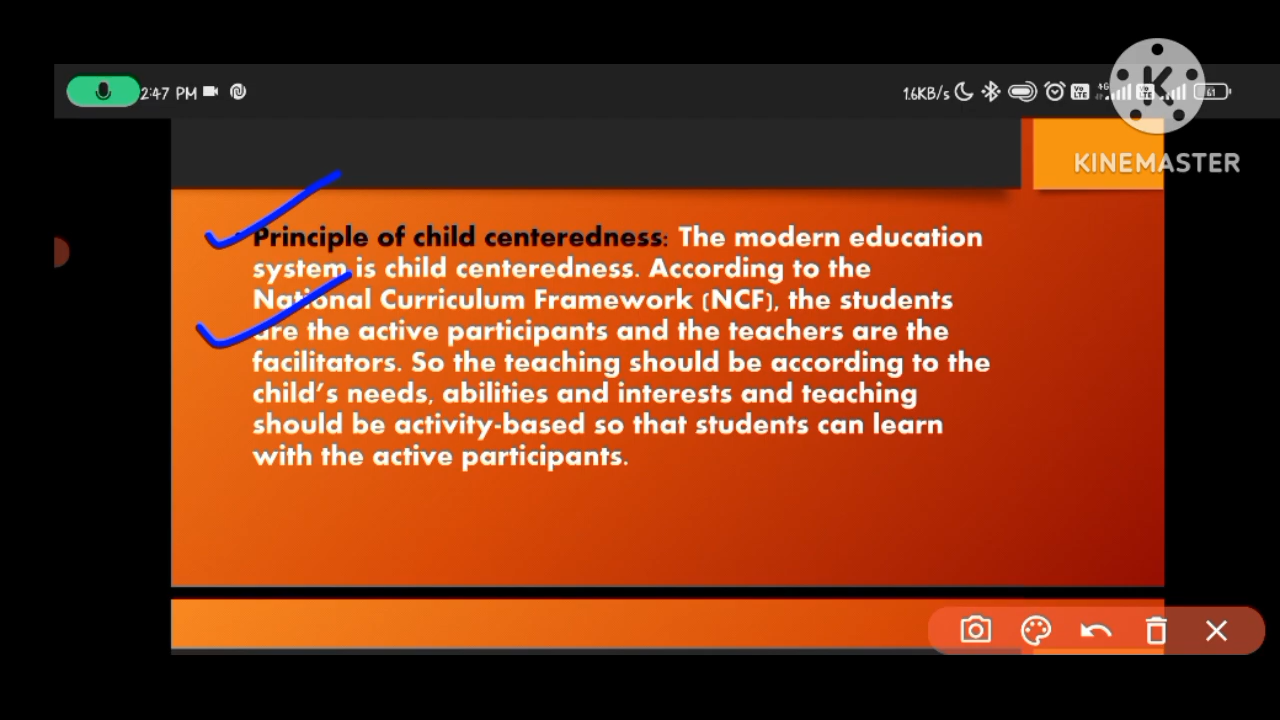 2:47 PM
1.6KB/s
4G
61
KINEMASTER
Principle of child centeredness: The modern education
system is child centeredness. According to the
National Curriculum Framework (NCF), the students
are the active participants and the teachers are the
facilitators. So the teaching should be according to the
child's needs, abilities and interests and teaching
should be activity-based so that students can learn
with the active participants.